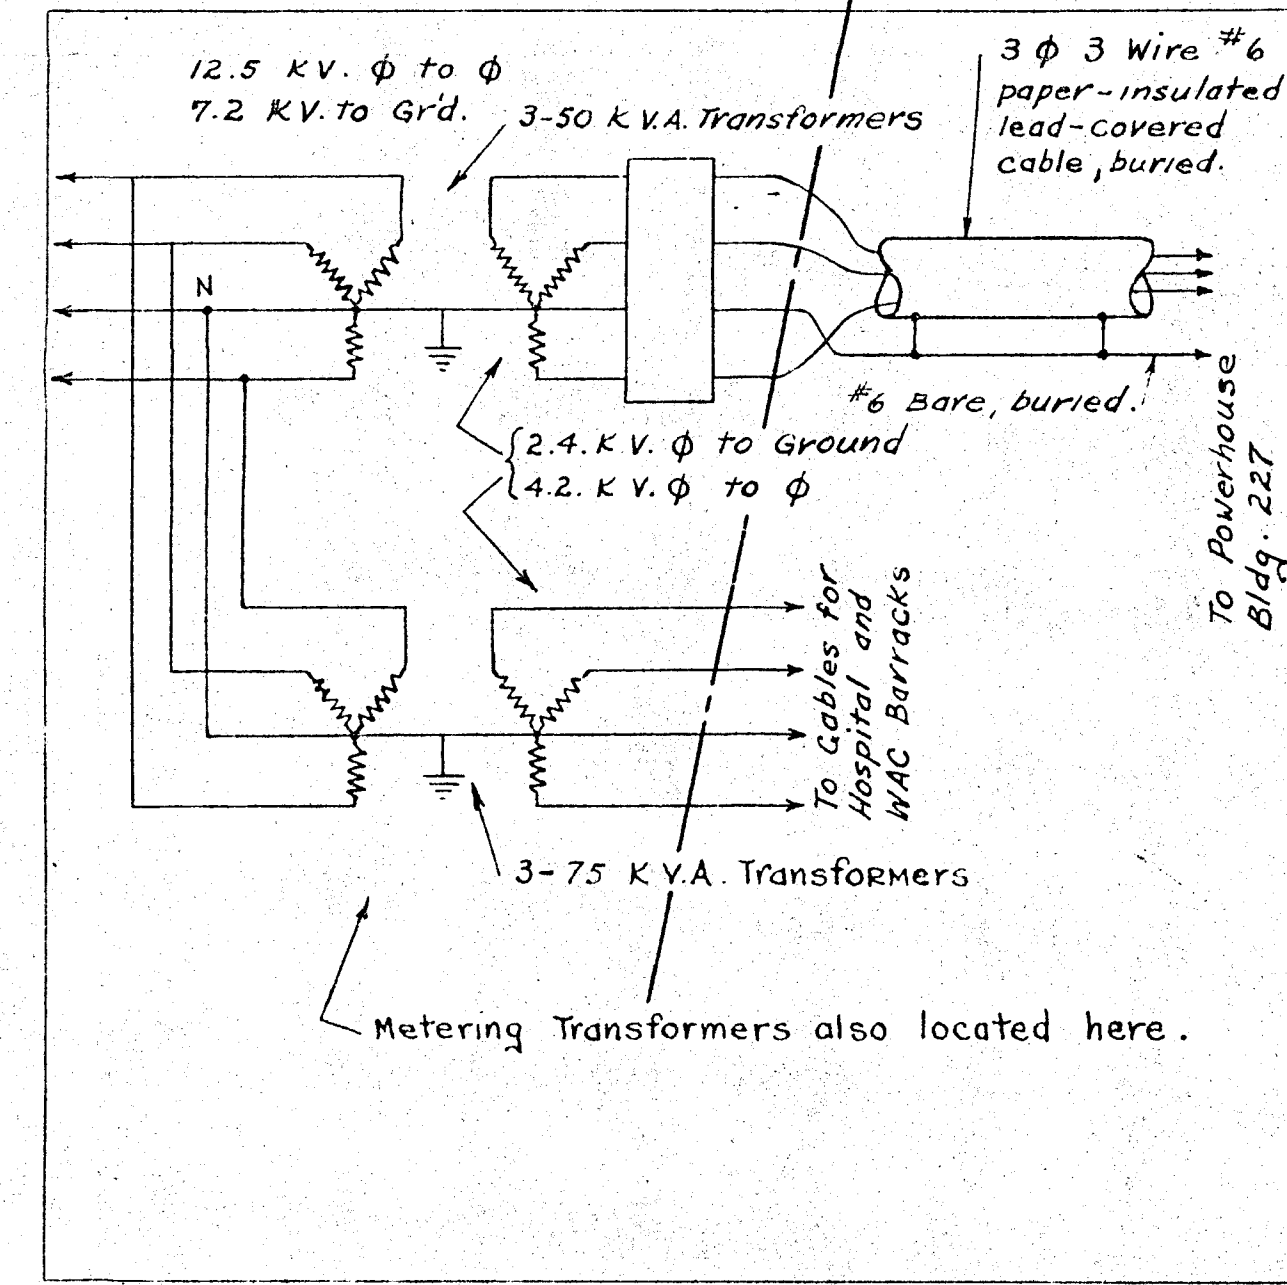 12.5 KV. ϕ to ϕ
7.2 KV. to Gr'd.
3-50 K V.A. Transformers
3 ϕ 3 Wire #6
paper-insulated
lead-covered
cable, buried.
N
#6 Bare, buried.
2.4. K V. ϕ to Ground
4.2. K V. ϕ to ϕ
To Powerhouse
Bldg. 227
To Cables for
Hospital and
WAC Barracks
3-75 K V.A. Transformers
Metering Transformers also located here.